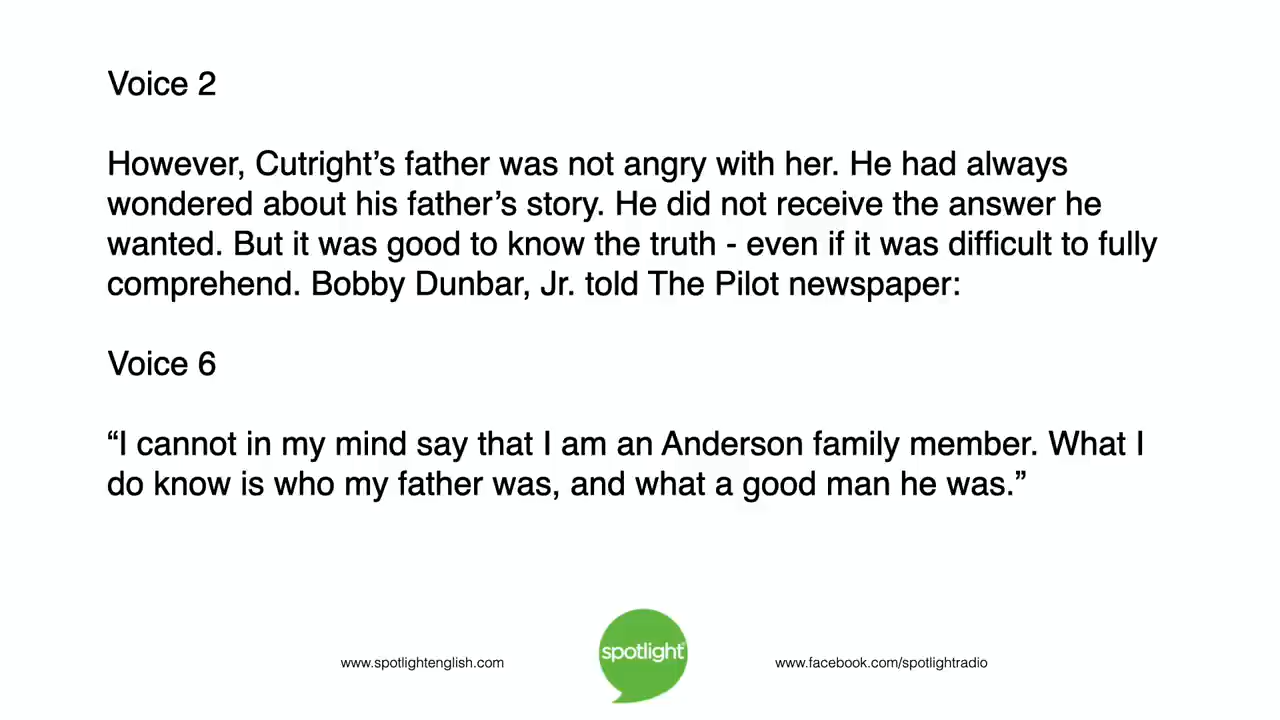 Voice 2
However, Cutright’s father was not angry with her. He had always
wondered about his father’s story. He did not receive the answer he
wanted. But it was good to know the truth - even if it was difficult to fully
comprehend. Bobby Dunbar, Jr. told The Pilot newspaper:
Voice 6
“I cannot in my mind say that I am an Anderson family member. What I
do know is who my father was, and what a good man he was.”
www.spotlightenglish.com
spotlight
www.facebook.com/spotlightradio